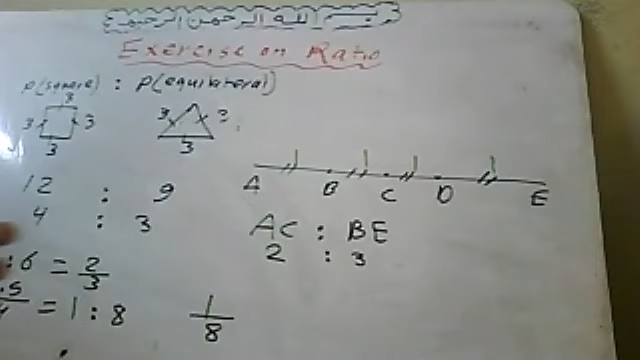 بسم الله الرحمن الرحيم
Exercise on Ratio
P(square) : P(equilateral)
3
3 3 3
3 3
12 : 9
4 : 3
A B C D E
AC : BE
2 : 3
: 6 = 2/3
= 1 : 8
1/8